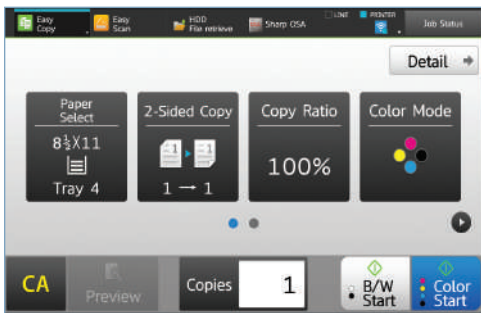 Easy
Copy
Easy
Scan
HDD
File retrieve
Sharp OSA
LINE
PRINTER
Job Status
Detail
Paper
Select
8½X11
Tray 4
2-Sided Copy
1 → 1
Copy Ratio
100%
Color Mode
CA
Preview
Copies
1
B/W
Start
Color
Start